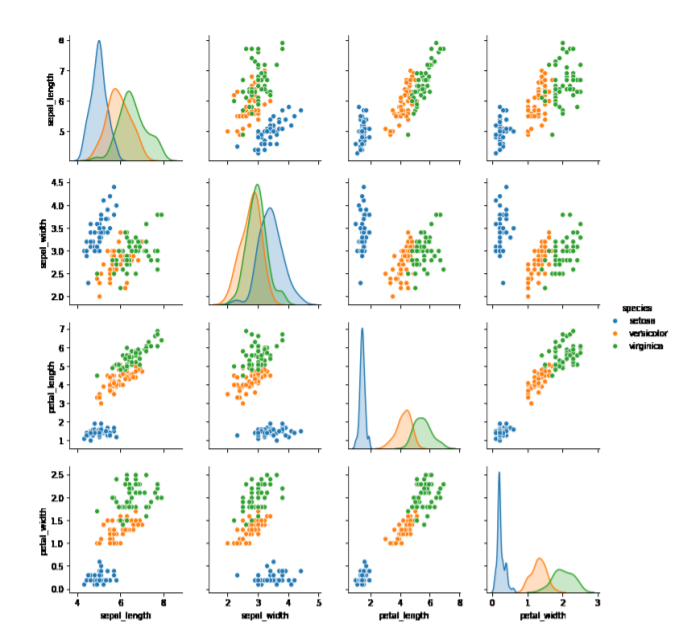 8
7
6
5
sepal_length
4.5
4.0
3.5
3.0
2.5
2.0
sepal_width
species
setosa
versicolor
virginica
7
6
5
4
3
2
1
petal_length
2.5
2.0
1.5
1.0
0.5
0.0
petal_width
4 6 8
sepal_length
2 3 4 5
sepal_width
2 4 6 8
petal_length
0 1 2 3
petal_width